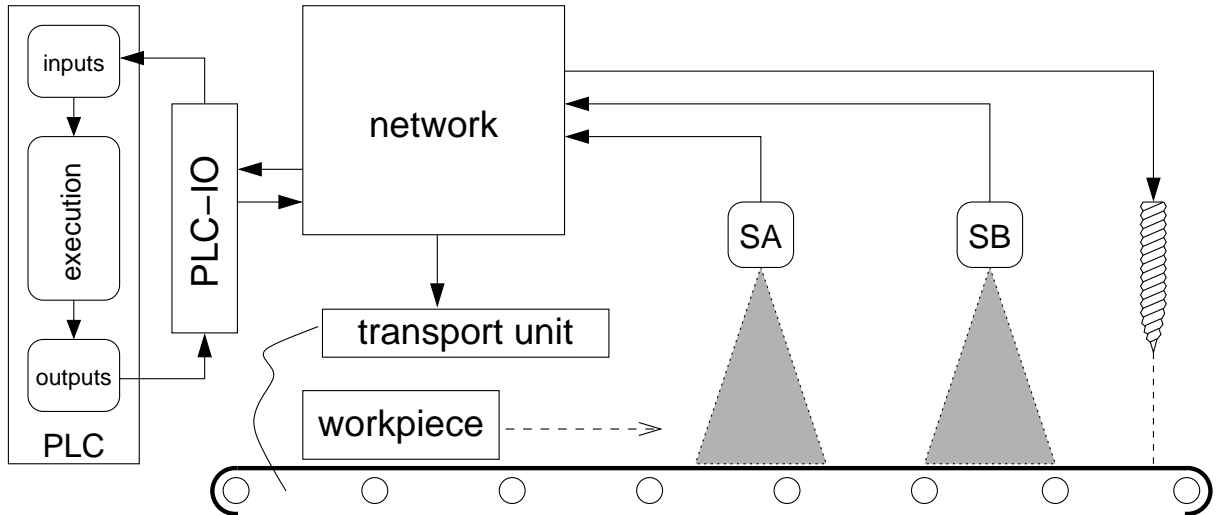 inputs
execution
outputs
PLC
PLC–IO
network
transport unit
workpiece
SA
SB